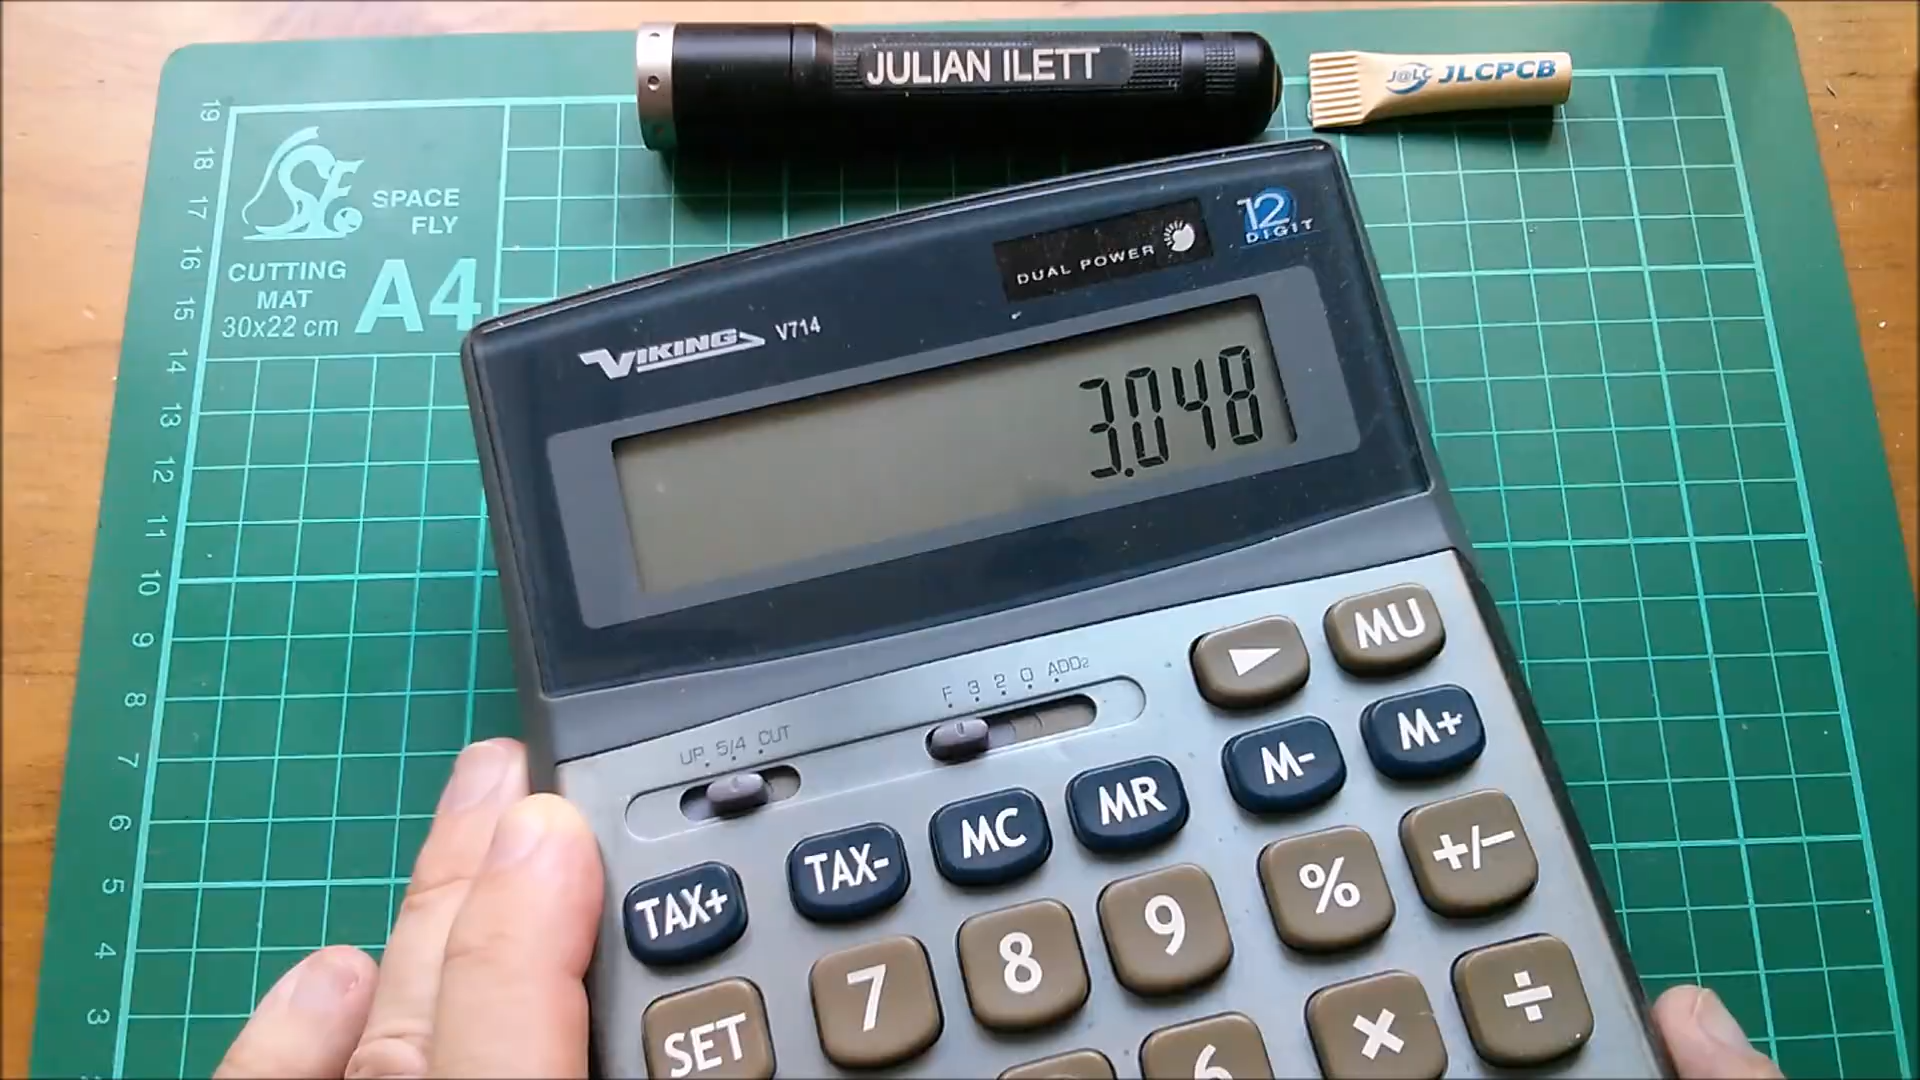 JULIAN ILETT
J@LC JLCPCB
SPACE
FLY
CUTTING
MAT
30x22 cm
A4
19
18
17
16
15
14
13
12
11
10
9
8
7
6
5
4
3
12
DIGIT
DUAL POWER
VIKING V714
3.048
UP 5/4 CUT
F 3 2 0 ADD2
▶ MU
TAX+ TAX- MC MR M- M+
SET 7 8 9 % +/-
6 × ÷